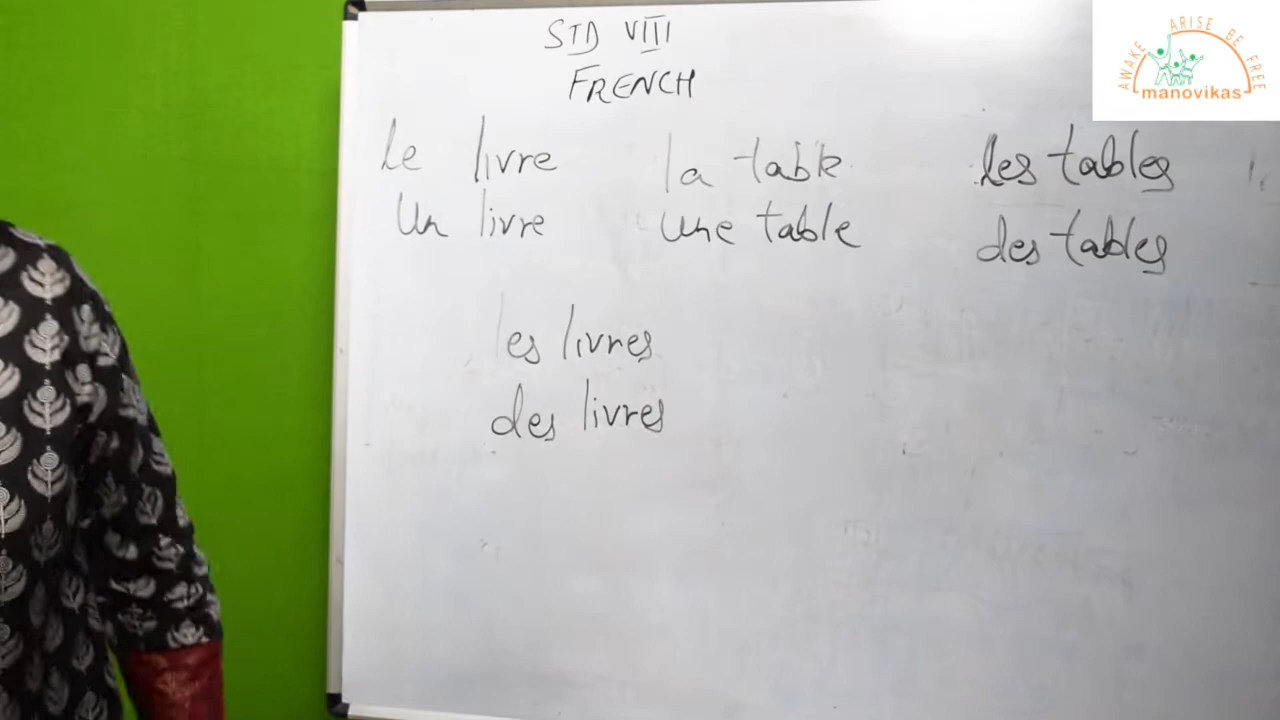 STD VIII
FRENCH
AWAKE ARISE BE FREE
manovikas
Le livre la table les tables
Un livre une table des tables
les livres
des livres